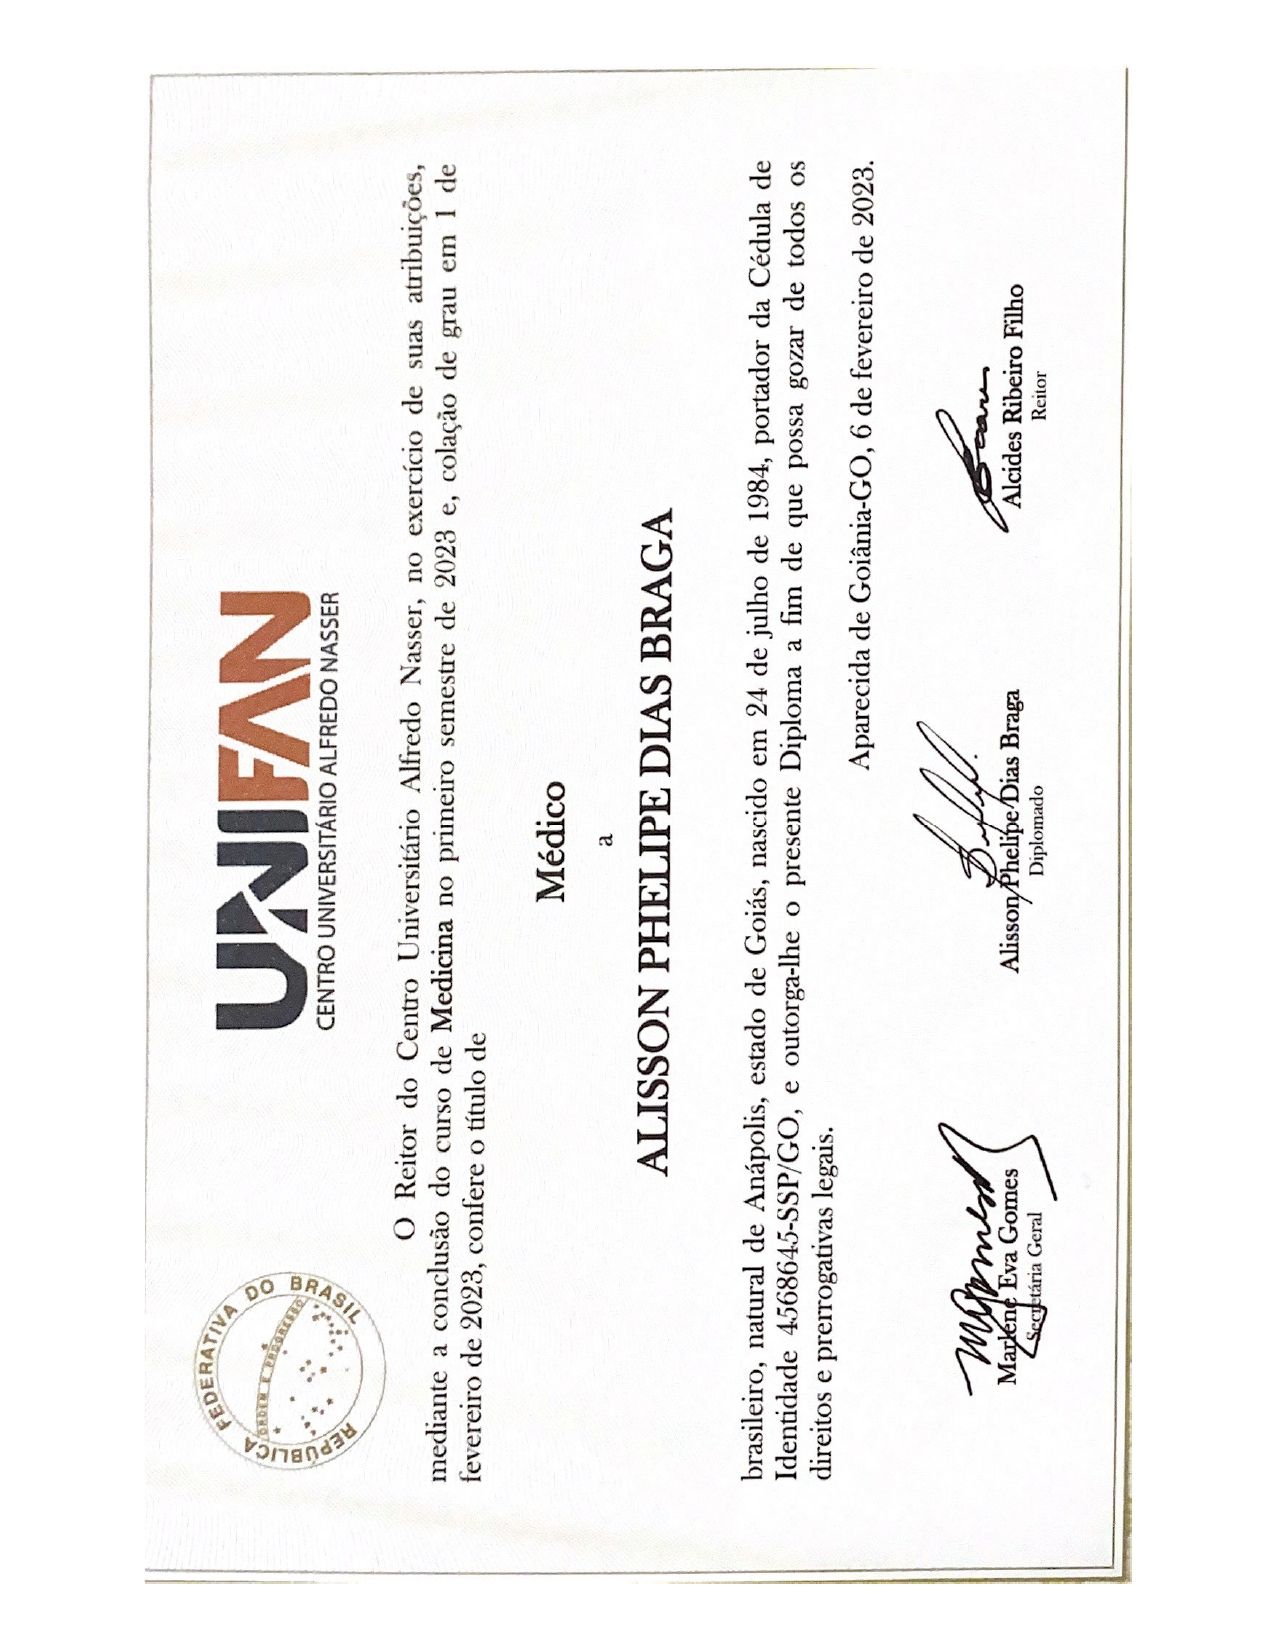 REPÚBLICA FEDERATIVA DO BRASIL
ORDEM E PROGRESSO
UNIFAN
CENTRO UNIVERSITÁRIO ALFREDO NASSER
O Reitor do Centro Universitário Alfredo Nasser, no exercício de suas atribuições,
mediante a conclusão do curso de Medicina no primeiro semestre de 2023 e, colação de grau em 1 de
fevereiro de 2023, confere o título de
Médico
a
ALISSON PHELIPE DIAS BRAGA
brasileiro, natural de Anápolis, estado de Goiás, nascido em 24 de julho de 1984, portador da Cédula de
Identidade 4568645-SSP/GO, e outorga-lhe o presente Diploma a fim de que possa gozar de todos os
direitos e prerrogativas legais.
Aparecida de Goiânia-GO, 6 de fevereiro de 2023.
Marlene Eva Gomes
Secretária Geral
Alisson Phelipe Dias Braga
Diplomado
Alcides Ribeiro Filho
Reitor